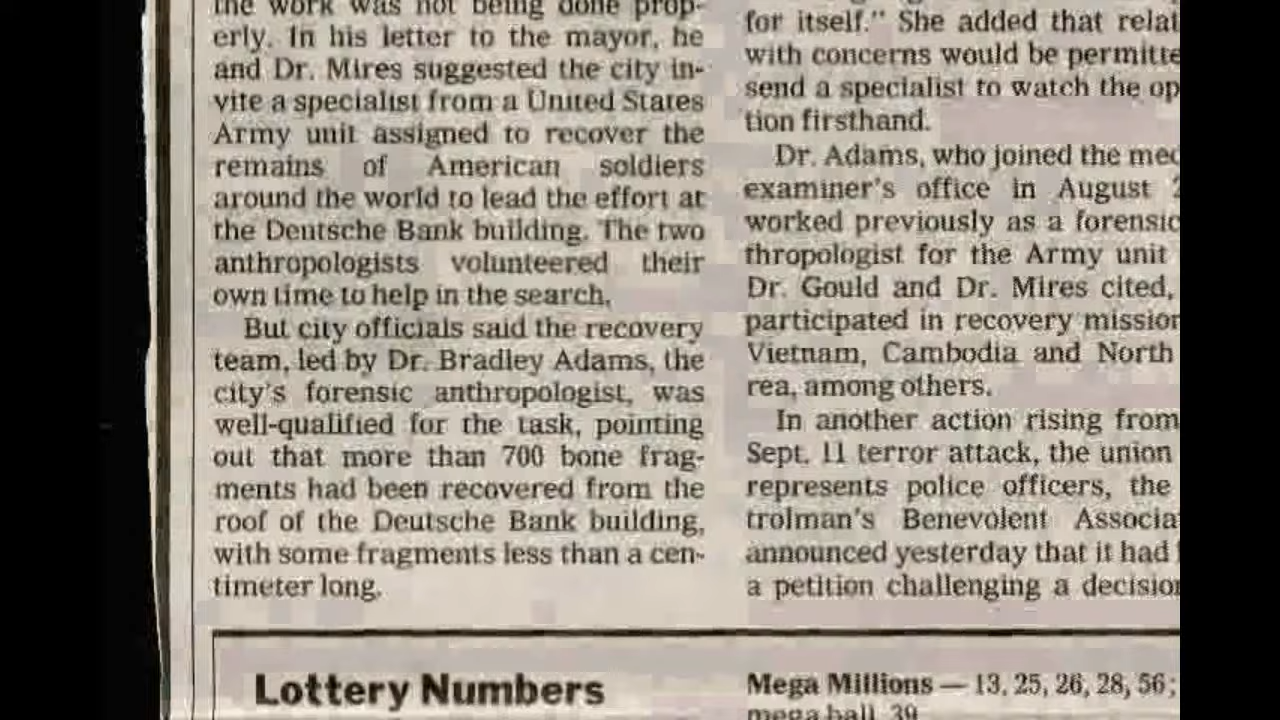 the work was not being done prop-
erly. In his letter to the mayor, he
and Dr. Mires suggested the city in-
vite a specialist from a United States
Army unit assigned to recover the
remains of American soldiers
around the world to lead the effort at
the Deutsche Bank building. The two
anthropologists volunteered their
own time to help in the search.
But city officials said the recovery
team, led by Dr. Bradley Adams, the
city's forensic anthropologist, was
well-qualified for the task, pointing
out that more than 700 bone frag-
ments had been recovered from the
roof of the Deutsche Bank building,
with some fragments less than a cen-
timeter long.
for itself." She added that relat
with concerns would be permitte
send a specialist to watch the op
tion firsthand.
Dr. Adams, who joined the med
examiner's office in August
worked previously as a forensic
thropologist for the Army unit
Dr. Gould and Dr. Mires cited,
participated in recovery mission
Vietnam, Cambodia and North
rea, among others.
In another action rising from
Sept. 11 terror attack, the union
represents police officers, the
trolman's Benevolent Associa
announced yesterday that it had
a petition challenging a decision
Lottery Numbers
Mega Millions — 13, 25, 26, 28, 56;
mega ball, 39